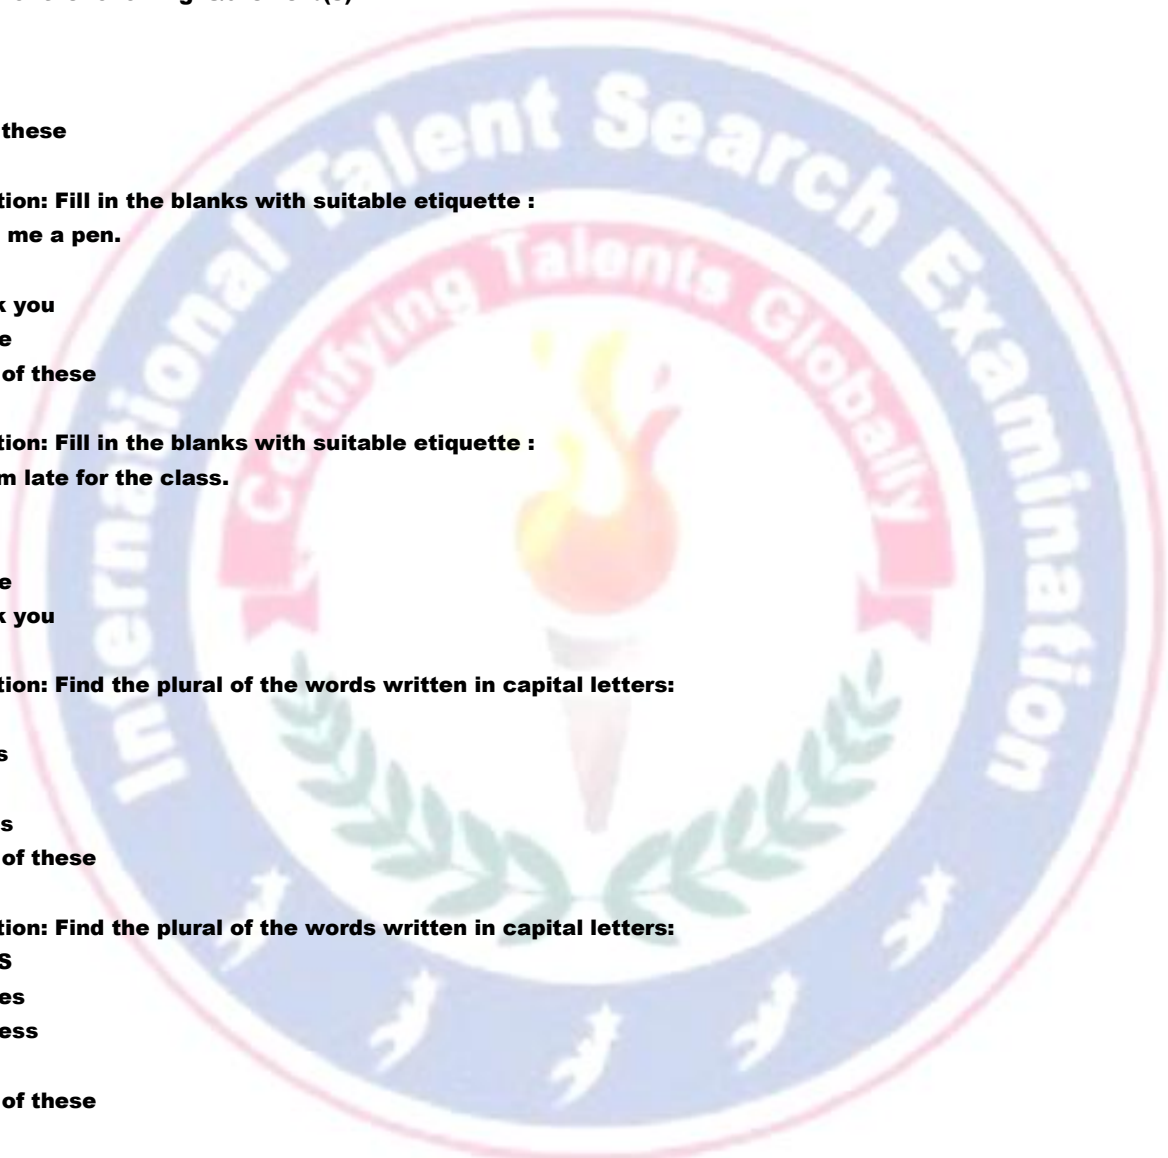 these
tion: Fill in the blanks with suitable etiquette :
me a pen.
k you
e
of these
tion: Fill in the blanks with suitable etiquette :
m late for the class.
e
k you
tion: Find the plural of the words written in capital letters:
s
s
of these
tion: Find the plural of the words written in capital letters:
S
es
ess
of these
International Talent Search Examination
Certifying Talents Globally